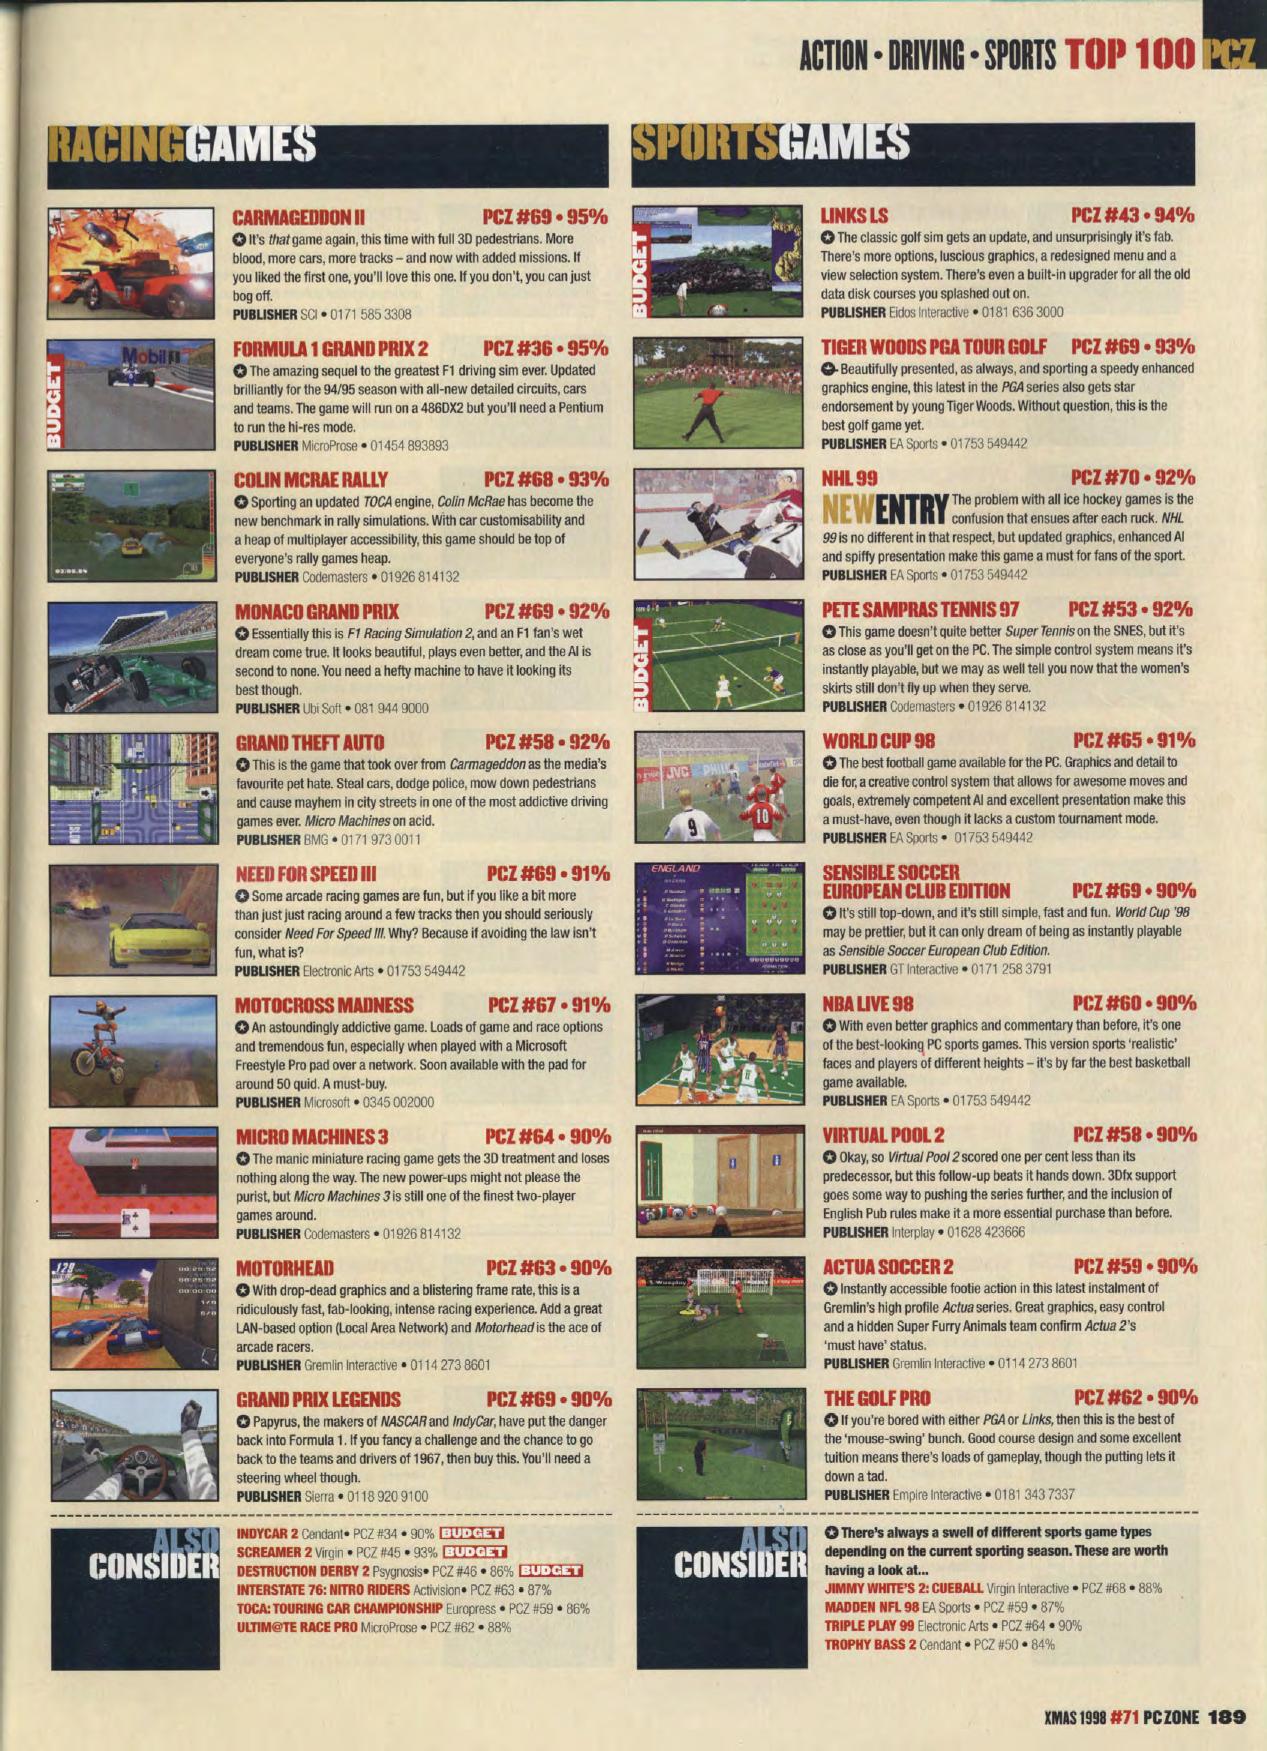 ACTION • DRIVING • SPORTS TOP 100 PCZ
RACINGGAMES
CARMAGEDDON II PCZ #69 • 95%
It's that game again, this time with full 3D pedestrians. More
blood, more cars, more tracks – and now with added missions. If
you liked the first one, you'll love this one. If you don't, you can just
bog off.
PUBLISHER SCI • 0171 585 3308
BUDGET
Mobil
FORMULA 1 GRAND PRIX 2 PCZ #36 • 95%
The amazing sequel to the greatest F1 driving sim ever. Updated
brilliantly for the 94/95 season with all-new detailed circuits, cars
and teams. The game will run on a 486DX2 but you'll need a Pentium
to run the hi-res mode.
PUBLISHER MicroProse • 01454 893893
COLIN MCRAE RALLY PCZ #68 • 93%
Sporting an updated TOCA engine, Colin McRae has become the
new benchmark in rally simulations. With car customisability and
a heap of multiplayer accessibility, this game should be top of
everyone's rally games heap.
PUBLISHER Codemasters • 01926 814132
MONACO GRAND PRIX PCZ #69 • 92%
Essentially this is F1 Racing Simulation 2, and an F1 fan's wet
dream come true. It looks beautiful, plays even better, and the AI is
second to none. You need a hefty machine to have it looking its
best though.
PUBLISHER Ubi Soft • 081 944 9000
GRAND THEFT AUTO PCZ #58 • 92%
This is the game that took over from Carmageddon as the media's
favourite pet hate. Steal cars, dodge police, mow down pedestrians
and cause mayhem in city streets in one of the most addictive driving
games ever. Micro Machines on acid.
PUBLISHER BMG • 0171 973 0011
NEED FOR SPEED III PCZ #69 • 91%
Some arcade racing games are fun, but if you like a bit more
than just just racing around a few tracks then you should seriously
consider Need For Speed III. Why? Because if avoiding the law isn't
fun, what is?
PUBLISHER Electronic Arts • 01753 549442
MOTOCROSS MADNESS PCZ #67 • 91%
An astoundingly addictive game. Loads of game and race options
and tremendous fun, especially when played with a Microsoft
Freestyle Pro pad over a network. Soon available with the pad for
around 50 quid. A must-buy.
PUBLISHER Microsoft • 0345 002000
MICRO MACHINES 3 PCZ #64 • 90%
The manic miniature racing game gets the 3D treatment and loses
nothing along the way. The new power-ups might not please the
purist, but Micro Machines 3 is still one of the finest two-player
games around.
PUBLISHER Codemasters • 01926 814132
MOTORHEAD PCZ #63 • 90%
With drop-dead graphics and a blistering frame rate, this is a
ridiculously fast, fab-looking, intense racing experience. Add a great
LAN-based option (Local Area Network) and Motorhead is the ace of
arcade racers.
PUBLISHER Gremlin Interactive • 0114 273 8601
GRAND PRIX LEGENDS PCZ #69 • 90%
Papyrus, the makers of NASCAR and IndyCar, have put the danger
back into Formula 1. If you fancy a challenge and the chance to go
back to the teams and drivers of 1967, then buy this. You'll need a
steering wheel though.
PUBLISHER Sierra • 0118 920 9100
ALSO
CONSIDER
INDYCAR 2 Cendant • PCZ #34 • 90% BUDGET
SCREAMER 2 Virgin • PCZ #45 • 93% BUDGET
DESTRUCTION DERBY 2 Psygnosis • PCZ #46 • 86% BUDGET
INTERSTATE 76: NITRO RIDERS Activision • PCZ #63 • 87%
TOCA: TOURING CAR CHAMPIONSHIP Europress • PCZ #59 • 86%
ULTIM@TE RACE PRO MicroProse • PCZ #62 • 88%
SPORTSGAMES
BUDGET
LINKS LS PCZ #43 • 94%
The classic golf sim gets an update, and unsurprisingly it's fab.
There's more options, luscious graphics, a redesigned menu and a
view selection system. There's even a built-in upgrader for all the old
data disk courses you splashed out on.
PUBLISHER Eidos Interactive • 0181 636 3000
TIGER WOODS PGA TOUR GOLF PCZ #69 • 93%
Beautifully presented, as always, and sporting a speedy enhanced
graphics engine, this latest in the PGA series also gets star
endorsement by young Tiger Woods. Without question, this is the
best golf game yet.
PUBLISHER EA Sports • 01753 549442
NHL 99 PCZ #70 • 92%
NEWENTRY The problem with all ice hockey games is the
confusion that ensues after each ruck. NHL
99 is no different in that respect, but updated graphics, enhanced AI
and spiffy presentation make this game a must for fans of the sport.
PUBLISHER EA Sports • 01753 549442
BUDGET
PETE SAMPRAS TENNIS 97 PCZ #53 • 92%
This game doesn't quite better Super Tennis on the SNES, but it's
as close as you'll get on the PC. The simple control system means it's
instantly playable, but we may as well tell you now that the women's
skirts still don't fly up when they serve.
PUBLISHER Codemasters • 01926 814132
JVC PHILIPS
9 10
WORLD CUP 98 PCZ #65 • 91%
The best football game available for the PC. Graphics and detail to
die for, a creative control system that allows for awesome moves and
goals, extremely competent AI and excellent presentation make this
a must-have, even though it lacks a custom tournament mode.
PUBLISHER EA Sports • 01753 549442
ENGLAND
SENSIBLE SOCCER
EUROPEAN CLUB EDITION PCZ #69 • 90%
It's still top-down, and it's still simple, fast and fun. World Cup '98
may be prettier, but it can only dream of being as instantly playable
as Sensible Soccer European Club Edition.
PUBLISHER GT Interactive • 0171 258 3791
NBA LIVE 98 PCZ #60 • 90%
With even better graphics and commentary than before, it's one
of the best-looking PC sports games. This version sports 'realistic'
faces and players of different heights – it's by far the best basketball
game available.
PUBLISHER EA Sports • 01753 549442
VIRTUAL POOL 2 PCZ #58 • 90%
Okay, so Virtual Pool 2 scored one per cent less than its
predecessor, but this follow-up beats it hands down. 3Dfx support
goes some way to pushing the series further, and the inclusion of
English Pub rules make it a more essential purchase than before.
PUBLISHER Interplay • 01628 423666
ACTUA SOCCER 2 PCZ #59 • 90%
Instantly accessible footie action in this latest instalment of
Gremlin's high profile Actua series. Great graphics, easy control
and a hidden Super Furry Animals team confirm Actua 2's
'must have' status.
PUBLISHER Gremlin Interactive • 0114 273 8601
THE GOLF PRO PCZ #62 • 90%
If you're bored with either PGA or Links, then this is the best of
the 'mouse-swing' bunch. Good course design and some excellent
tuition means there's loads of gameplay, though the putting lets it
down a tad.
PUBLISHER Empire Interactive • 0181 343 7337
ALSO
CONSIDER
There's always a swell of different sports game types
depending on the current sporting season. These are worth
having a look at...
JIMMY WHITE'S 2: CUEBALL Virgin Interactive • PCZ #68 • 88%
MADDEN NFL 98 EA Sports • PCZ #59 • 87%
TRIPLE PLAY 99 Electronic Arts • PCZ #64 • 90%
TROPHY BASS 2 Cendant • PCZ #50 • 84%
XMAS 1998 #71 PC ZONE 189